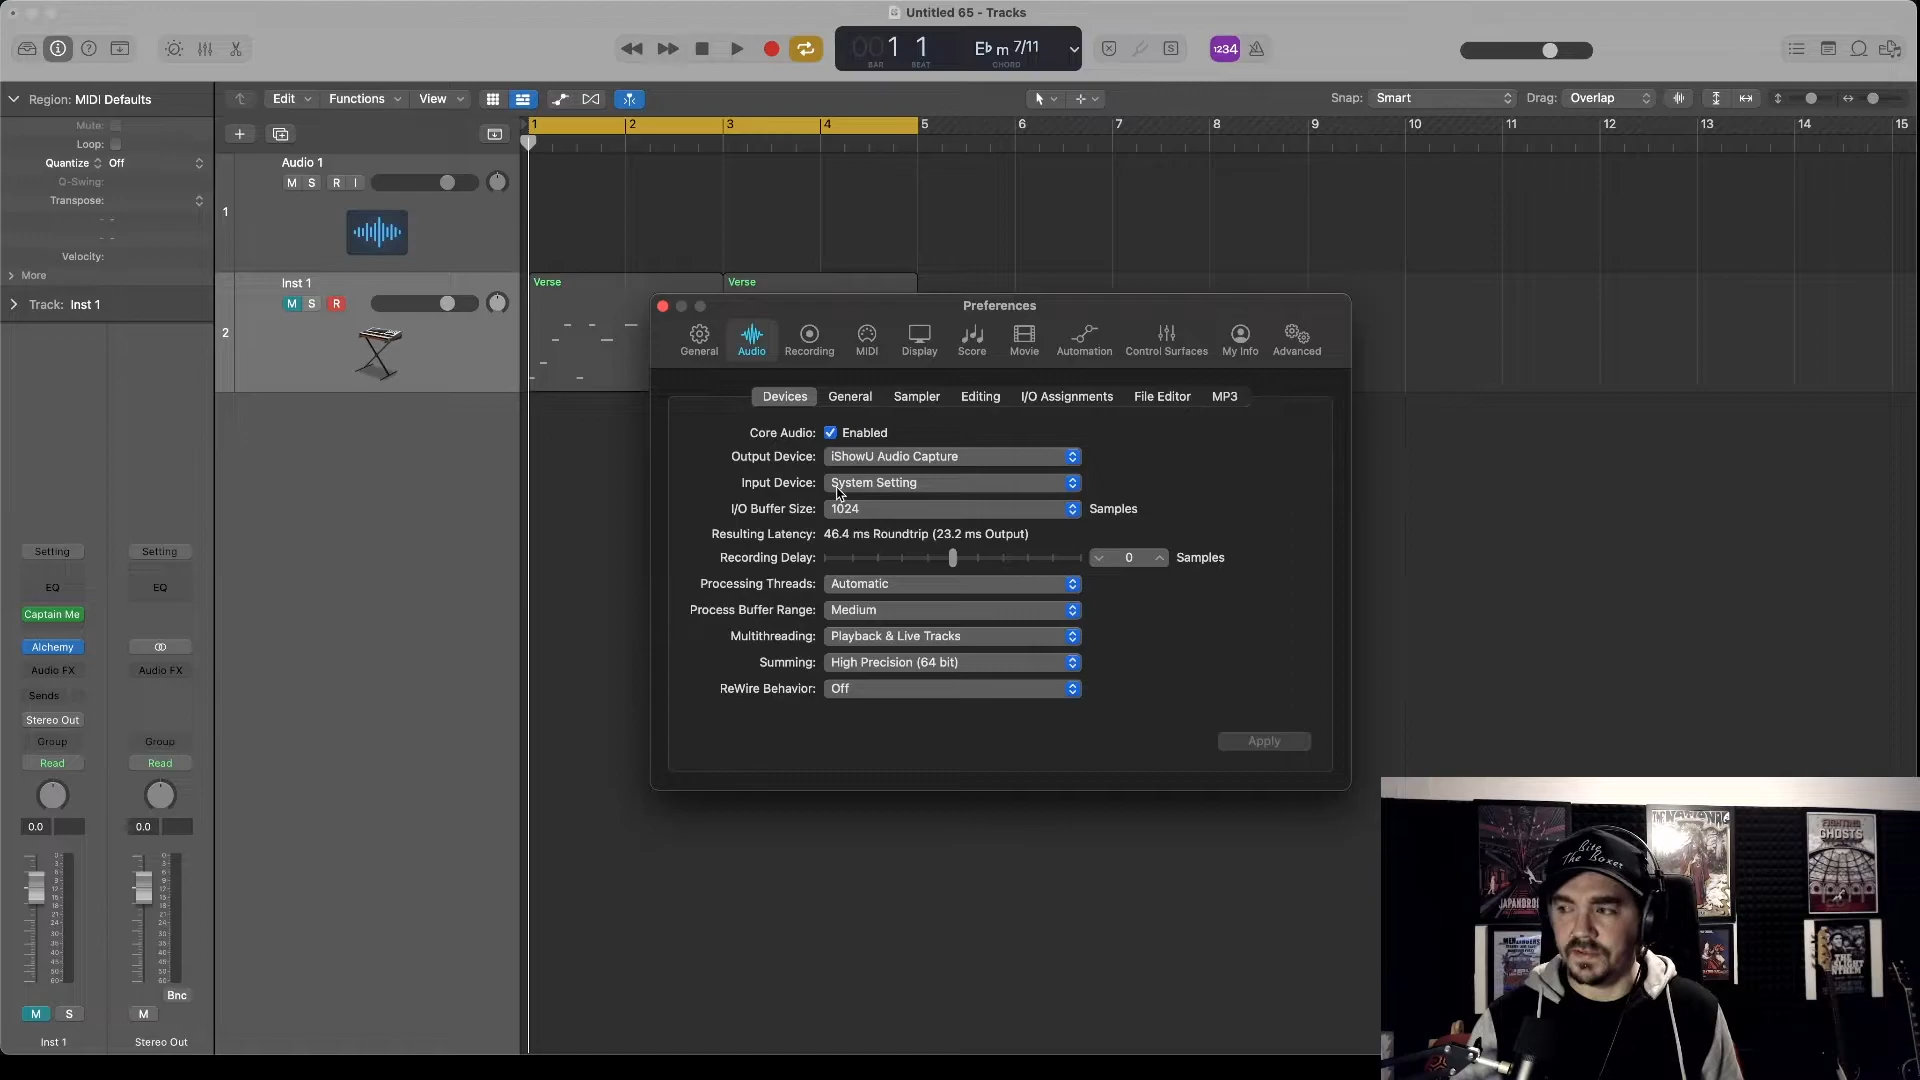 Untitled 65 - Tracks
001 1
BAR BEAT
E♭m 7/11
CHORD
S
1234
Region: MIDI Defaults
Edit Functions View
Snap: Smart Drag: Overlap
Mute:
Loop:
Quantize Off
Q-Swing:
Transpose:
Velocity:
More
Track: Inst 1
1 2 3 4 5 6 7 8 9 10 11 12 13 14 15
Audio 1
M S R I
1
Inst 1
M S R
2
Verse Verse
Preferences
General Audio Recording MIDI Display Score Movie Automation Control Surfaces My Info Advanced
Devices General Sampler Editing I/O Assignments File Editor MP3
Core Audio: Enabled
Output Device: iShowU Audio Capture
Input Device: System Setting
I/O Buffer Size: 1024 Samples
Resulting Latency: 46.4 ms Roundtrip (23.2 ms Output)
Recording Delay: 0 Samples
Processing Threads: Automatic
Process Buffer Range: Medium
Multithreading: Playback & Live Tracks
Summing: High Precision (64 bit)
ReWire Behavior: Off
Apply
Setting Setting
EQ EQ
Captain Me
Alchemy
Audio FX Audio FX
Sends
Stereo Out
Group Group
Read Read
0.0 0.0
Bnc
M S M
Inst 1 Stereo Out
Bite
The Boxer
JAPANDROI
FIGHTING
GHOSTS